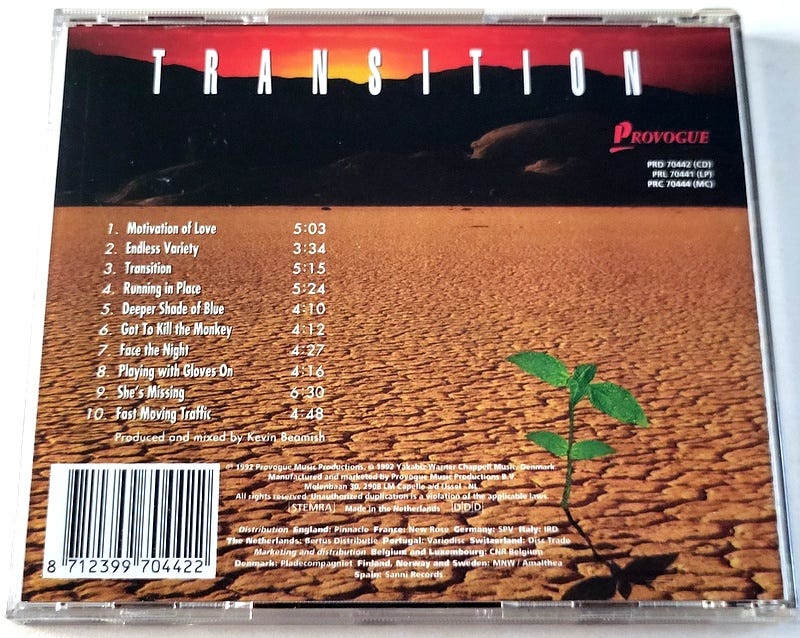 TRANSITION
PROVOGUE
PRD 70442 (CD)
PRL 70441 (LP)
PRC 70444 (MC)
1. Motivation of Love 5:03
2. Endless Variety 3:34
3. Transition 5:15
4. Running in Place 5:24
5. Deeper Shade of Blue 4:10
6. Got To Kill the Monkey 4:12
7. Face the Night 4:27
8. Playing with Gloves On 4:16
9. She's Missing 6:30
10. Fast Moving Traffic 4:48
Produced and mixed by Kevin Beamish
℗ 1992 Provogue Music Productions. © 1992 Yakabiz-Warner Chappell Music, Denmark.
Manufactured and marketed by Provogue Music Productions B.V.
Molenbaan 30, 2908 LM Capelle a/d IJssel - NL.
All rights reserved. Unauthorized duplication is a violation of the applicable laws.
STEMRA Made in the Netherlands DDD
Distribution England: Pinnacle France: New Rose Germany: SPV Italy: IRD
The Netherlands: Bertus Distributie Portugal: Variodisc Switzerland: Disc Trade
Marketing and distribution Belgium and Luxembourg: CNR Belgium
Denmark: Pladecompagniet Finland, Norway and Sweden: MNW / Amalthea
Spain: Sanni Records.
8 712399 704422